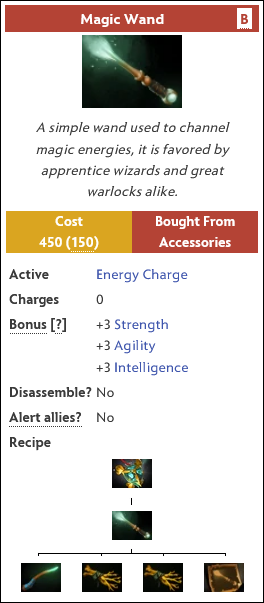 Magic Wand B
A simple wand used to channel
magic energies, it is favored by
apprentice wizards and great
warlocks alike.
Cost
450 (150)
Bought From
Accessories
Active Energy Charge
Charges 0
Bonus [?] +3 Strength
+3 Agility
+3 Intelligence
Disassemble? No
Alert allies? No
Recipe